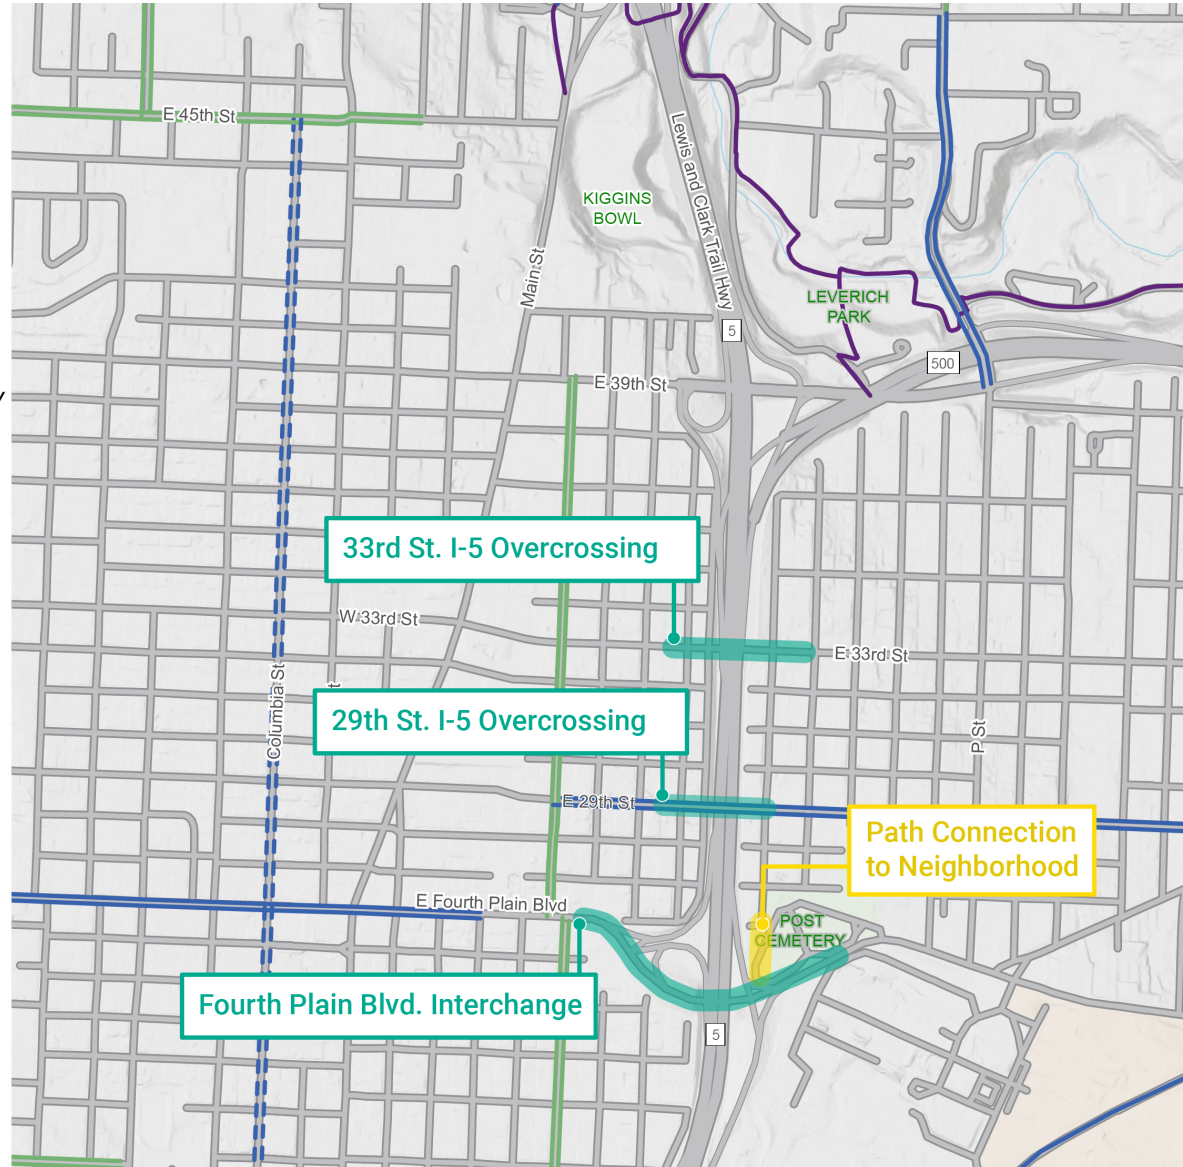 E 45th St
Lewis and Clark Trail Hwy
KIGGINS
BOWL
Main St
LEVERICH
PARK
5
500
E 39th St
33rd St. I-5 Overcrossing
W 33rd St
E 33rd St
Columbia St
t
29th St. I-5 Overcrossing
P St
E 29th St
Path Connection
to Neighborhood
E Fourth Plain Blvd
POST
CEMETERY
Fourth Plain Blvd. Interchange
5